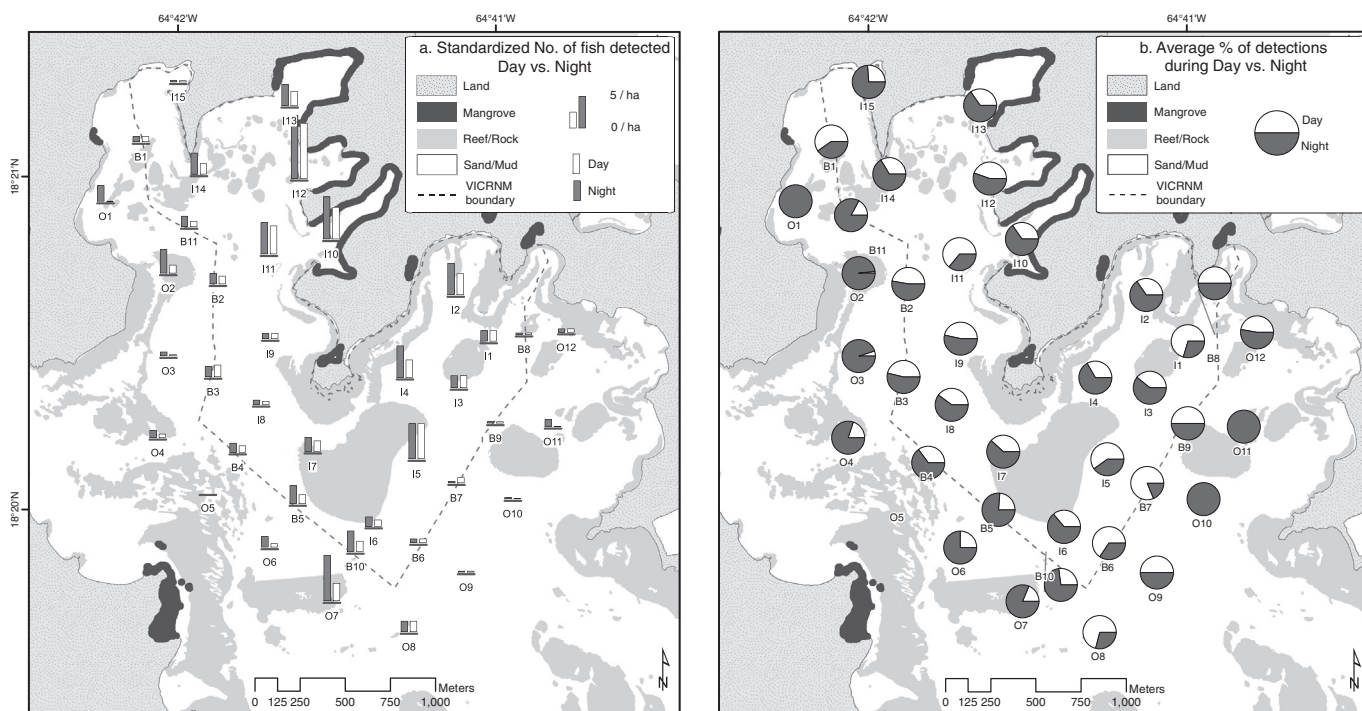 64°42'W
64°41'W
64°42'W
64°41'W
a. Standardized No. of fish detected
Day vs. Night
Land
Mangrove
Reef/Rock
Sand/Mud
VICRNM
boundary
5 / ha
0 / ha
Day
Night
b. Average % of detections
during Day vs. Night
Land
Mangrove
Reef/Rock
Sand/Mud
VICRNM
boundary
Day
Night
18°21'N
18°20'N
I15
I13
B1
I14
I12
O1
B11
I11
I10
O2
B2
I2
I9
I1
B8
O12
O3
B3
I4
I3
I8
B9
O11
O4
B4
I7
I5
O5
B5
B7
O10
I6
O6
B10
B6
O9
O7
O8
N
Meters
0 125 250 500 750 1,000
I15
I13
B1
I14
I12
O1
B11
I10
I11
O2
B2
I2
I9
I1
B8
O12
O3
B3
I4
I3
I8
B9
O11
O4
B4
I7
I5
B7
O5
B5
O10
I6
O6
B6
B10
O9
O7
O8
N
Meters
0 125 250 500 750 1,000